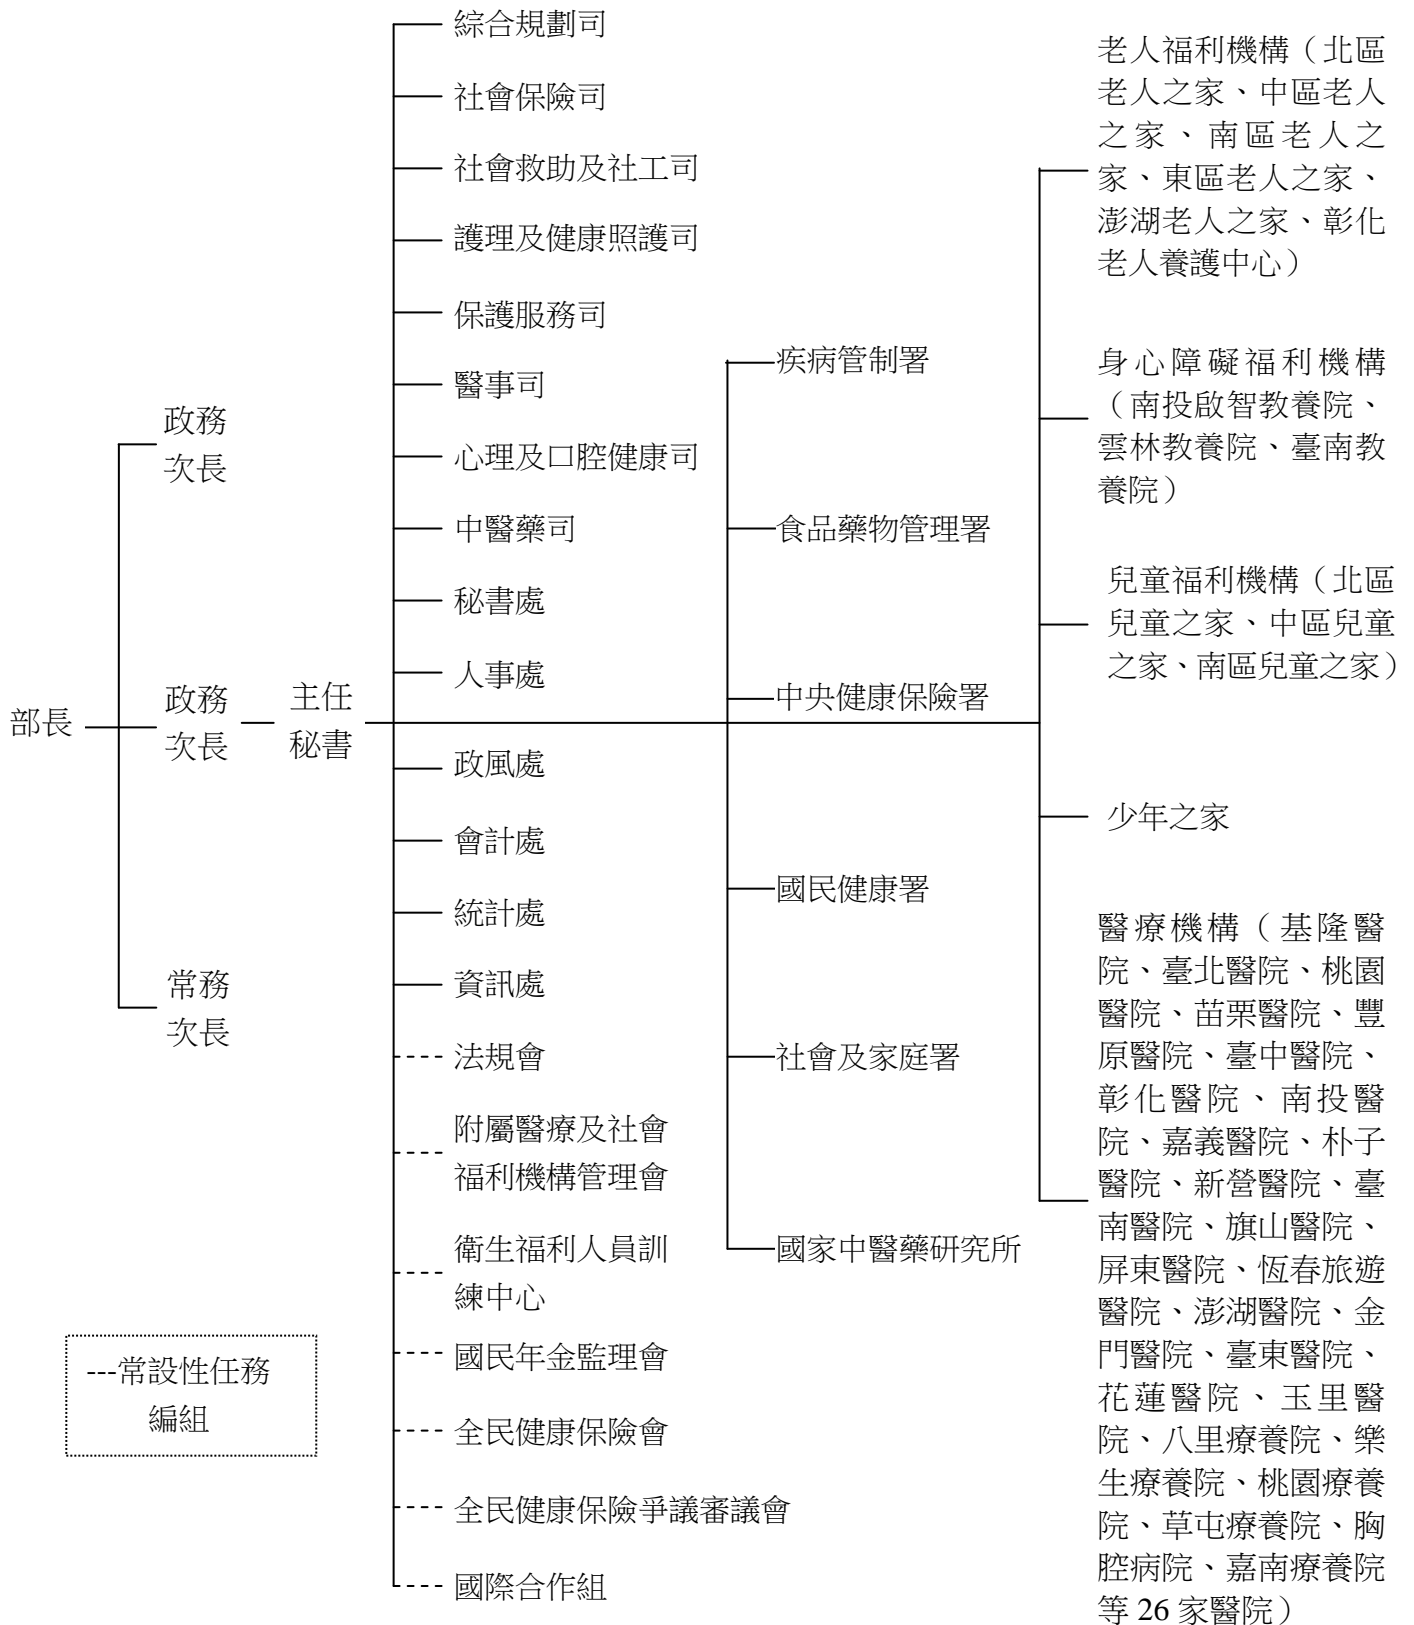 部長
政務
次長
政務
次長
常務
次長
主任
秘書
綜合規劃司
社會保險司
社會救助及社工司
護理及健康照護司
保護服務司
醫事司
心理及口腔健康司
中醫藥司
秘書處
人事處
政風處
會計處
統計處
資訊處
法規會
附屬醫療及社會
福利機構管理會
衛生福利人員訓
練中心
國民年金監理會
全民健康保險會
全民健康保險爭議審議會
國際合作組
疾病管制署
食品藥物管理署
中央健康保險署
國民健康署
社會及家庭署
國家中醫藥研究所
老人福利機構（北區
老人之家、中區老人
之家、南區老人之
家、東區老人之家、
澎湖老人之家、彰化
老人養護中心）
身心障礙福利機構
（南投啟智教養院、
雲林教養院、臺南教
養院）
兒童福利機構（北區
兒童之家、中區兒童
之家、南區兒童之家）
少年之家
醫療機構（基隆醫
院、臺北醫院、桃園
醫院、苗栗醫院、豐
原醫院、臺中醫院、
彰化醫院、南投醫
院、嘉義醫院、朴子
醫院、新營醫院、臺
南醫院、旗山醫院、
屏東醫院、恆春旅遊
醫院、澎湖醫院、金
門醫院、臺東醫院、
花蓮醫院、玉里醫
院、八里療養院、樂
生療養院、桃園療養
院、草屯療養院、胸
腔病院、嘉南療養院
等 26 家醫院）
---常設性任務
編組